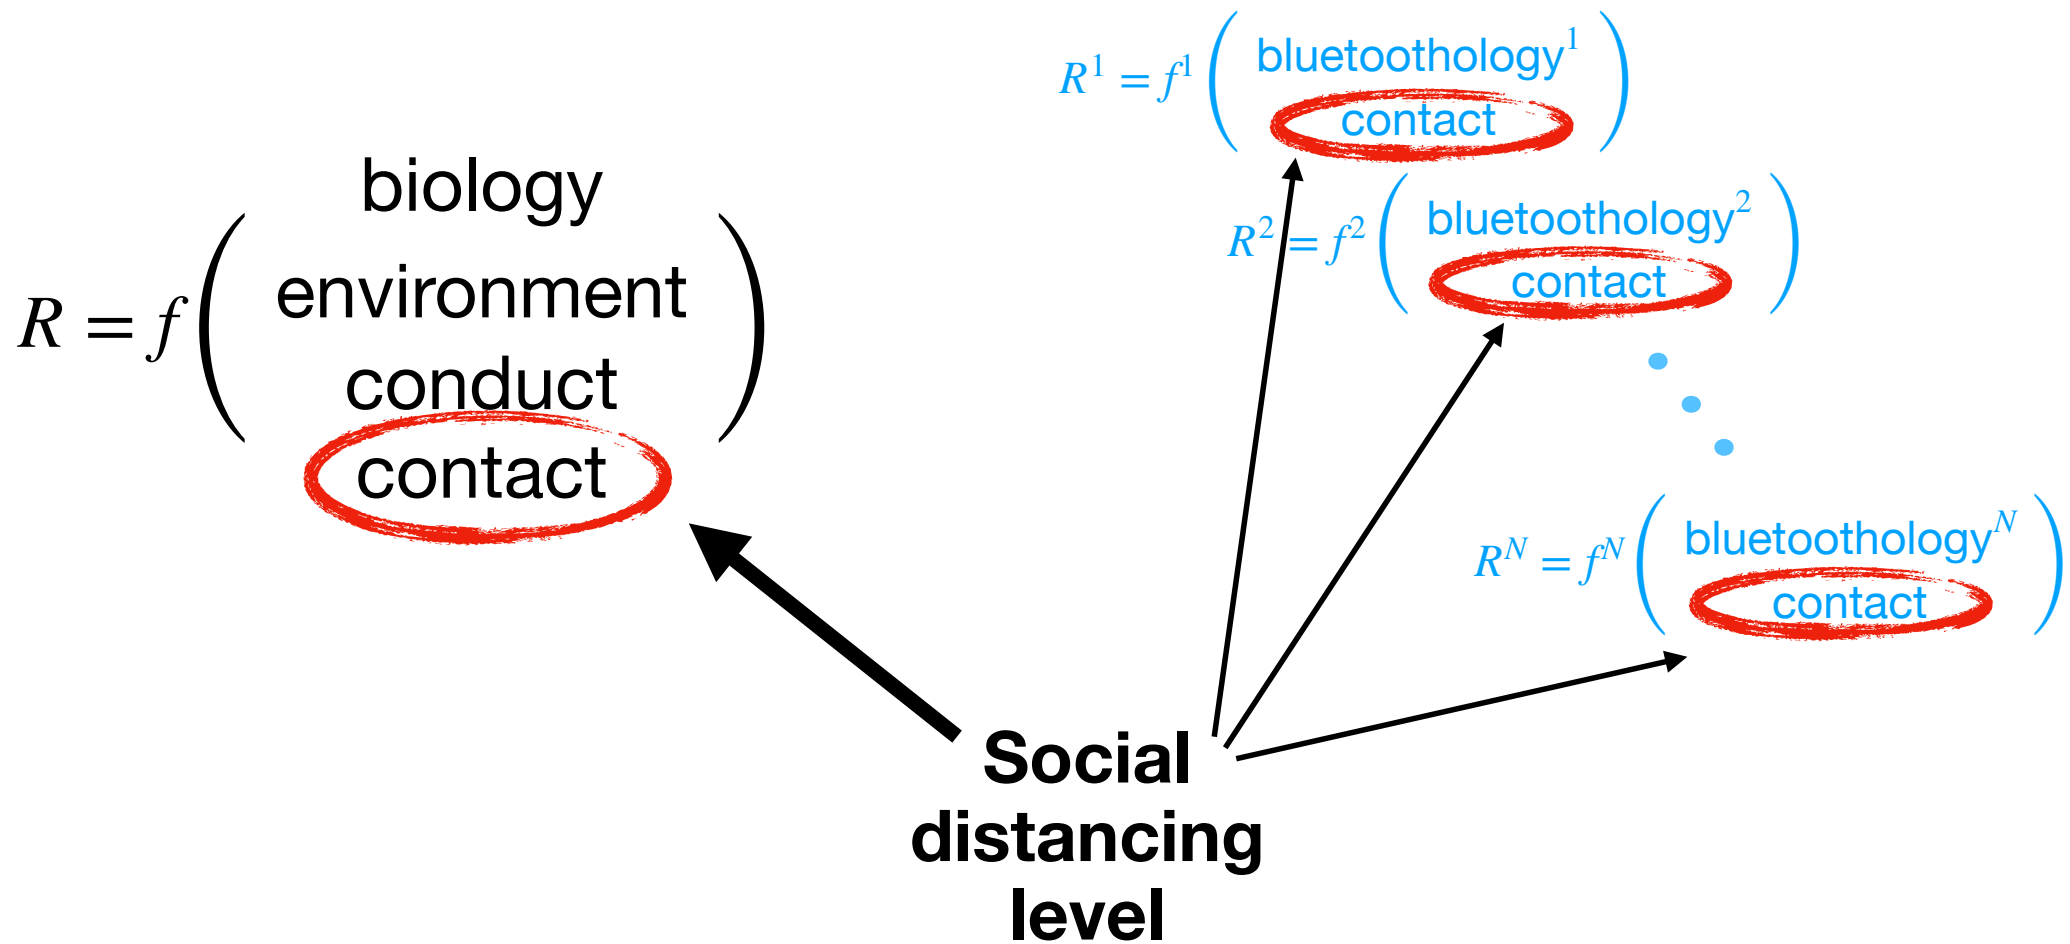 biology
R = f ( environment )
conduct
contact
R¹ = f¹ ( bluetoothology¹ )
contact
R² = f² ( bluetoothology² )
contact
Rᴺ = fᴺ ( bluetoothologyᴺ )
contact
Social
distancing
level